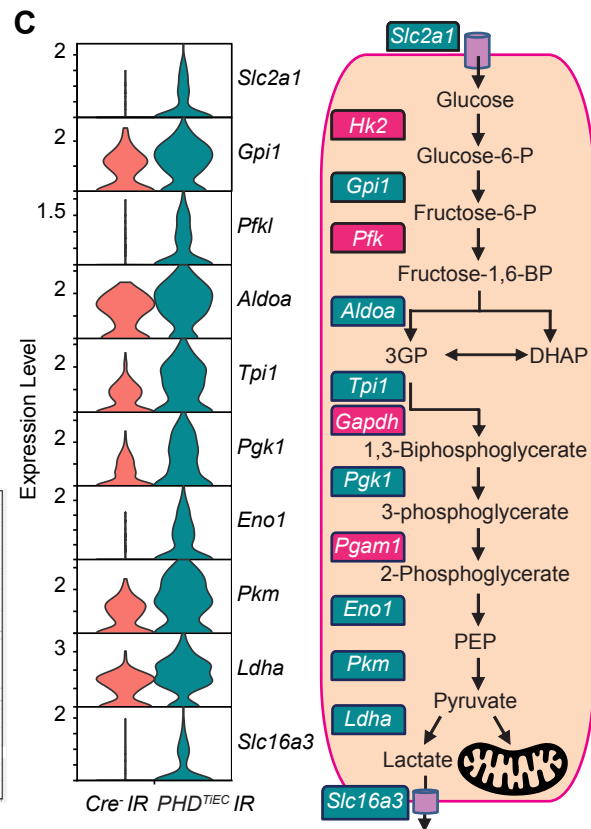 C
Expression Level
2
Slc2a1
2
Gpi1
1.5
Pfkl
2
Aldoa
2
Tpi1
2
Pgk1
2
Eno1
2
Pkm
3
Ldha
2
Slc16a3
Cre- IR PHDTiEC IR
Slc2a1
Glucose
Hk2
Glucose-6-P
Gpi1
Fructose-6-P
Pfk
Fructose-1,6-BP
Aldoa
3GP DHAP
Tpi1
Gapdh
1,3-Biphosphoglycerate
Pgk1
3-phosphoglycerate
Pgam1
2-Phosphoglycerate
Eno1
PEP
Pkm
Pyruvate
Ldha
Lactate
Slc16a3